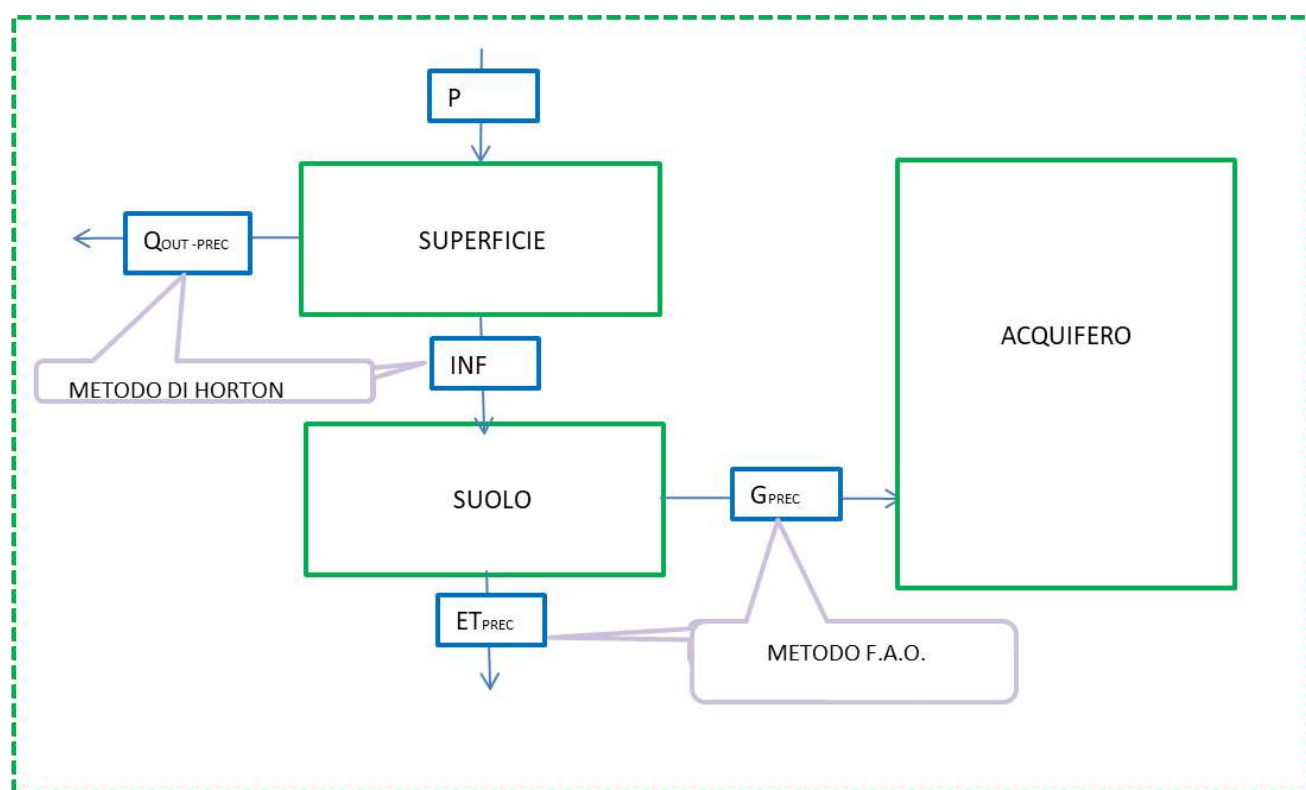 P
QOUT -PREC
SUPERFICIE
ACQUIFERO
INF
METODO DI HORTON
SUOLO
GPREC
ETPREC
METODO F.A.O.